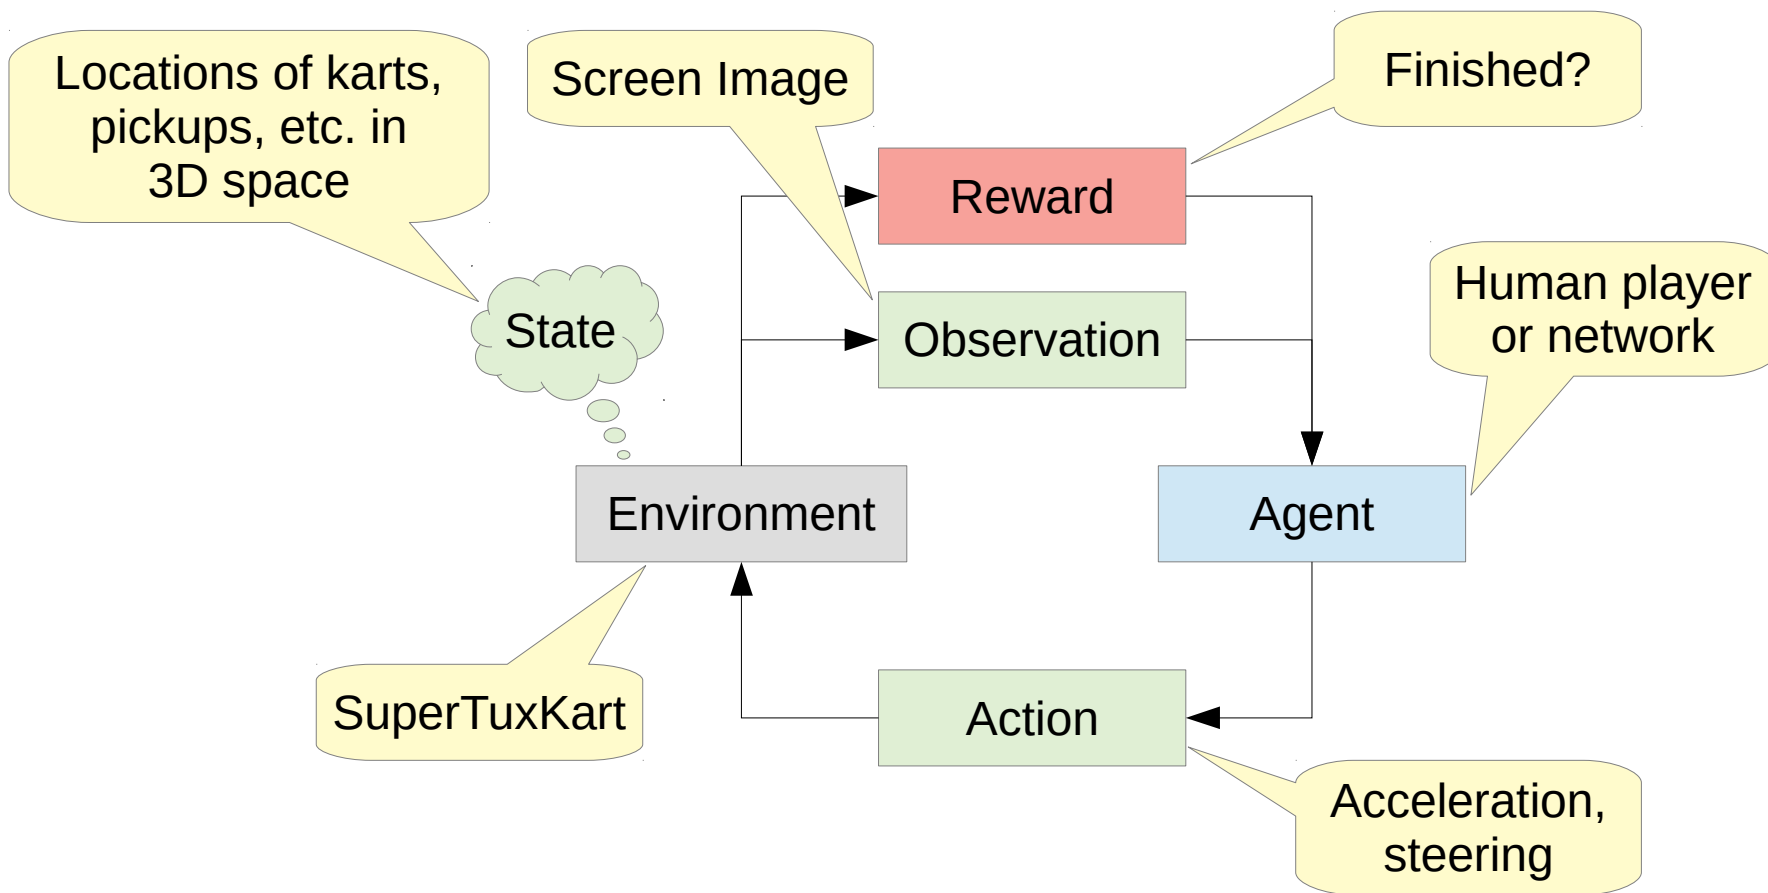 Locations of karts,
pickups, etc. in
3D space
Screen Image
Finished?
Reward
Human player
or network
State
Observation
Environment
Agent
SuperTuxKart
Action
Acceleration,
steering